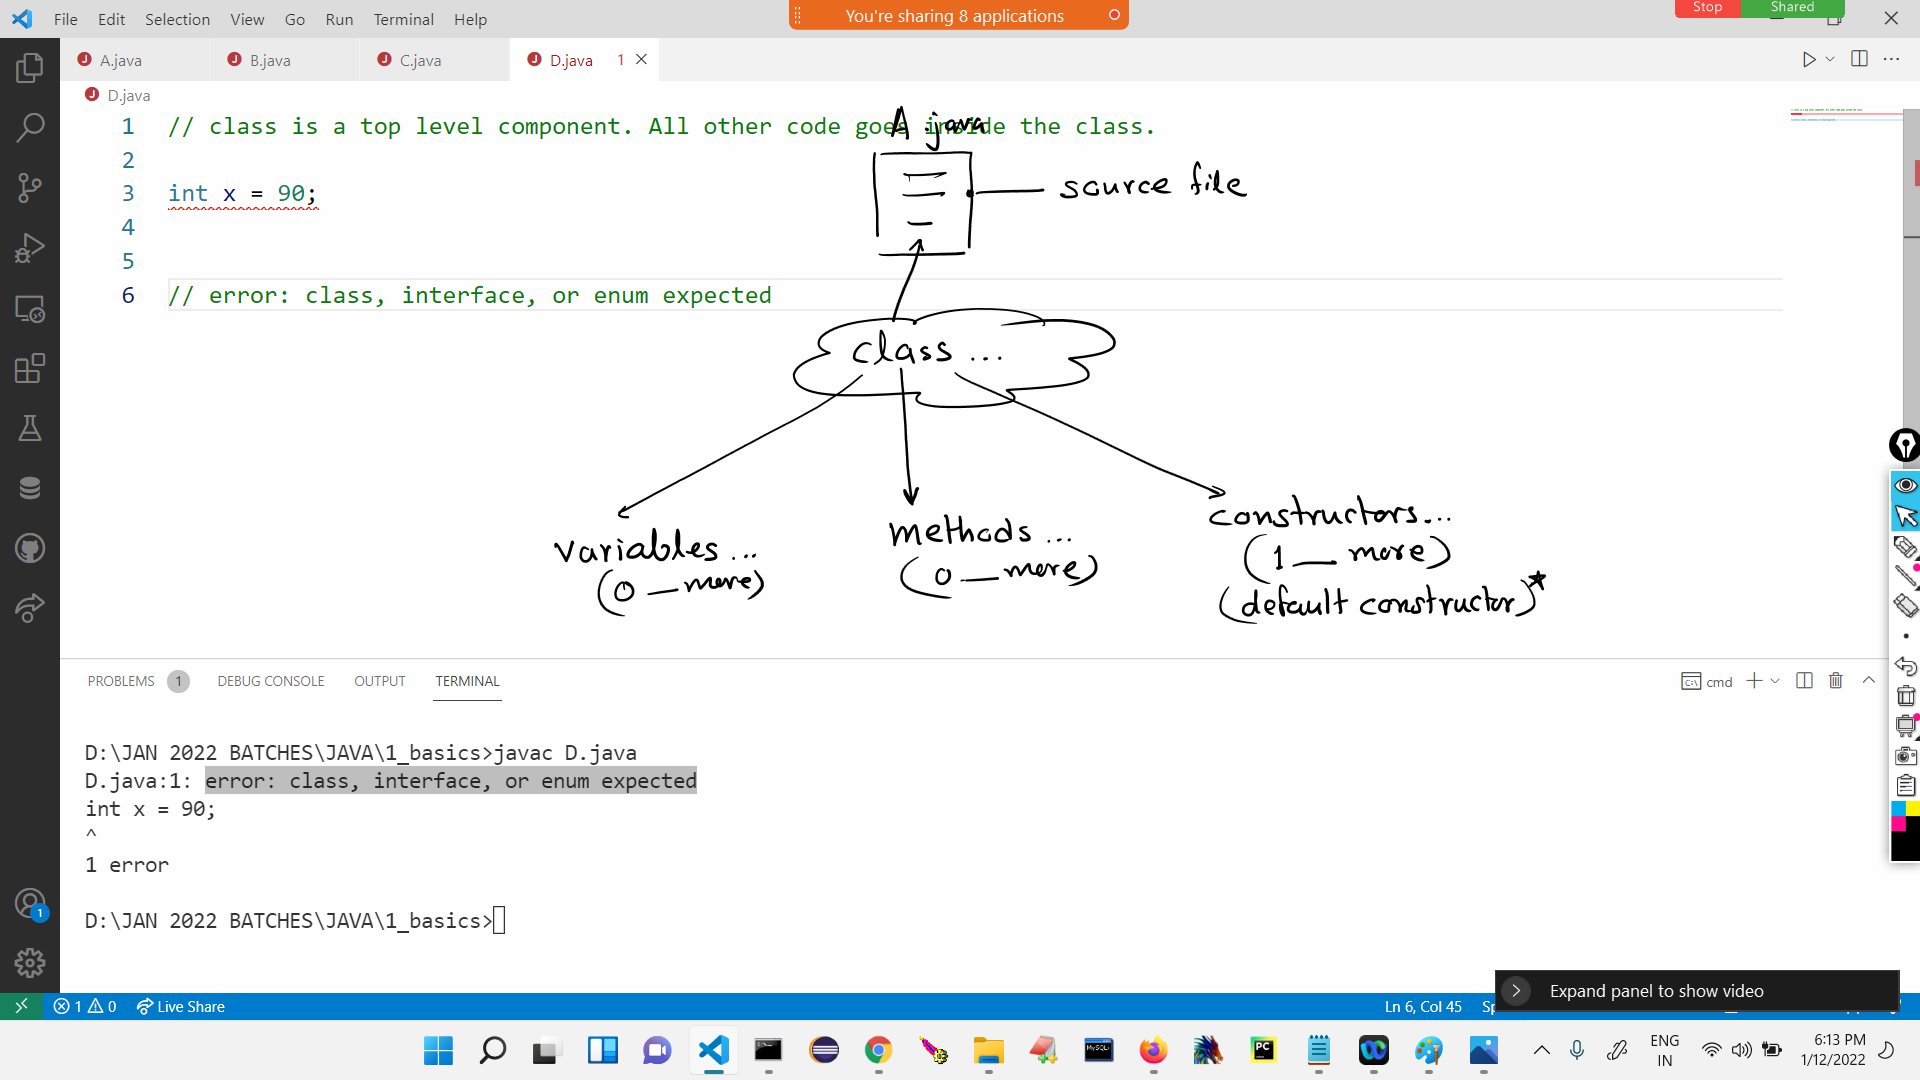 File Edit Selection View Go Run Terminal Help
You're sharing 8 applications
Stop Shared
A.java B.java C.java D.java 1
D.java
1 // class is a top level component. All other code goes inside the class.
2
3 int x = 90;
4
5
6 // error: class, interface, or enum expected
A.java
source file
class ...
variables ...
(0 — more)
methods ...
(0 — more)
constructors...
(1 — more)
(default constructor)*
PROBLEMS 1 DEBUG CONSOLE OUTPUT TERMINAL
cmd
D:\JAN 2022 BATCHES\JAVA\1_basics>javac D.java
D.java:1: error: class, interface, or enum expected
int x = 90;
^
1 error
D:\JAN 2022 BATCHES\JAVA\1_basics>
1
Expand panel to show video
1 0 Live Share
Ln 6, Col 45
ENG
IN
6:13 PM
1/12/2022
PC
MySQL